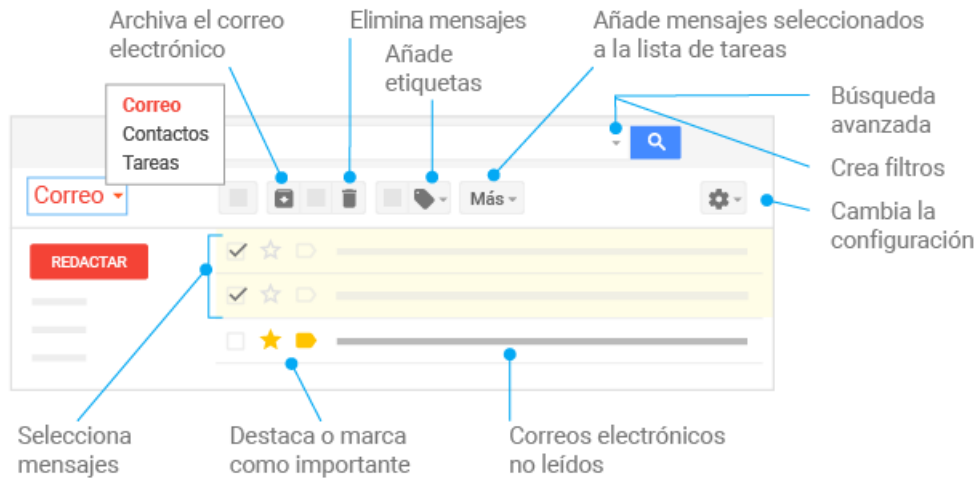 Archiva el correo
electrónico
Elimina mensajes
Añade
etiquetas
Añade mensajes seleccionados
a la lista de tareas
Búsqueda
avanzada
Crea filtros
Cambia la
configuración
Correo
Contactos
Tareas
Correo
Más
REDACTAR
Selecciona
mensajes
Destaca o marca
como importante
Correos electrónicos
no leídos